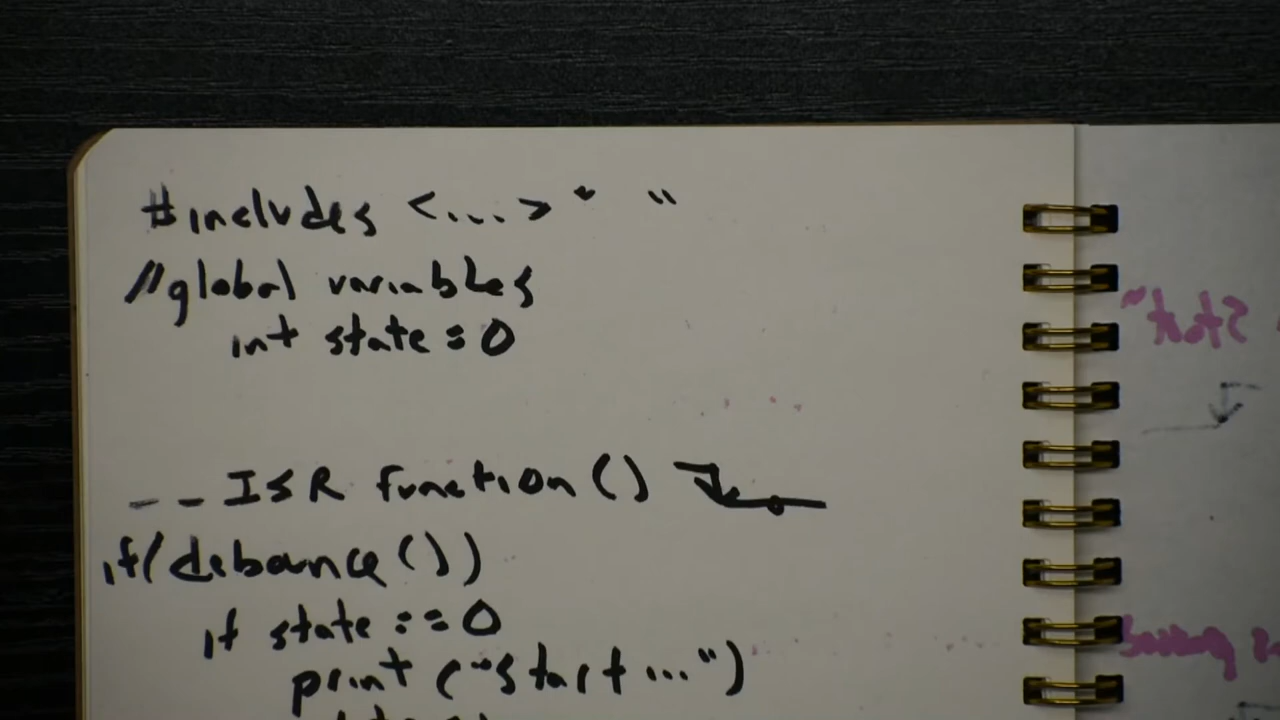 #includes <...> " "
//global variables
int state = 0
__ISR function()
if(debounce())
if state == 0
print ("start...")